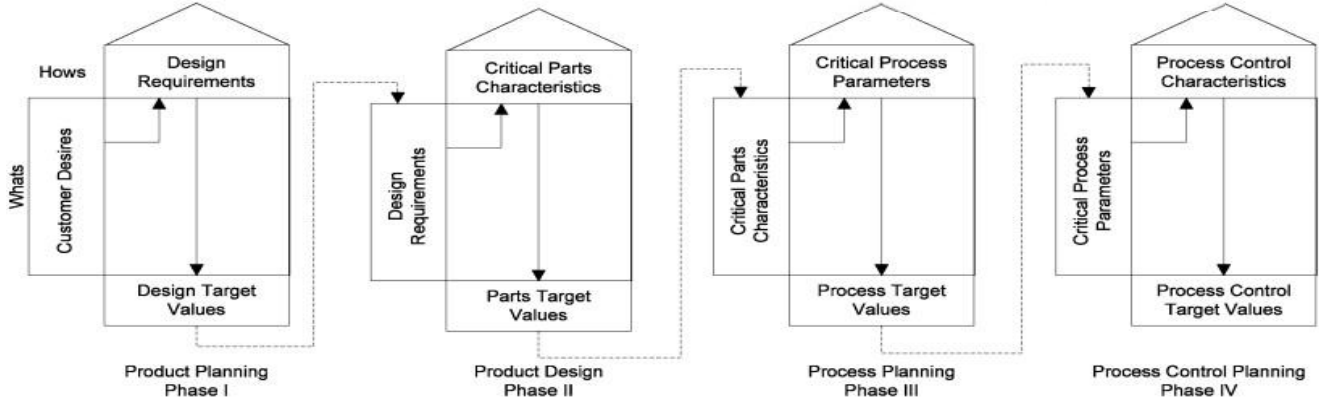 Hows
Whats
Customer Desires
Design
Requirements
Design Target
Values
Product Planning
Phase I
Design
Requirements
Critical Parts
Characteristics
Parts Target
Values
Product Design
Phase II
Critical Parts
Characteristics
Critical Process
Parameters
Process Target
Values
Process Planning
Phase III
Critical Process
Parameters
Process Control
Characteristics
Process Control
Target Values
Process Control Planning
Phase IV